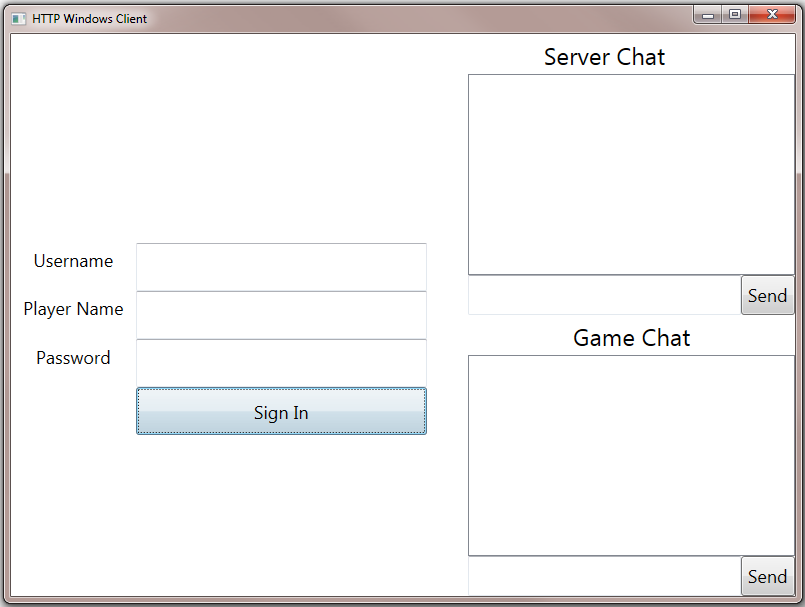 HTTP Windows Client
Server Chat
Send
Username
Player Name
Password
Sign In
Game Chat
Send